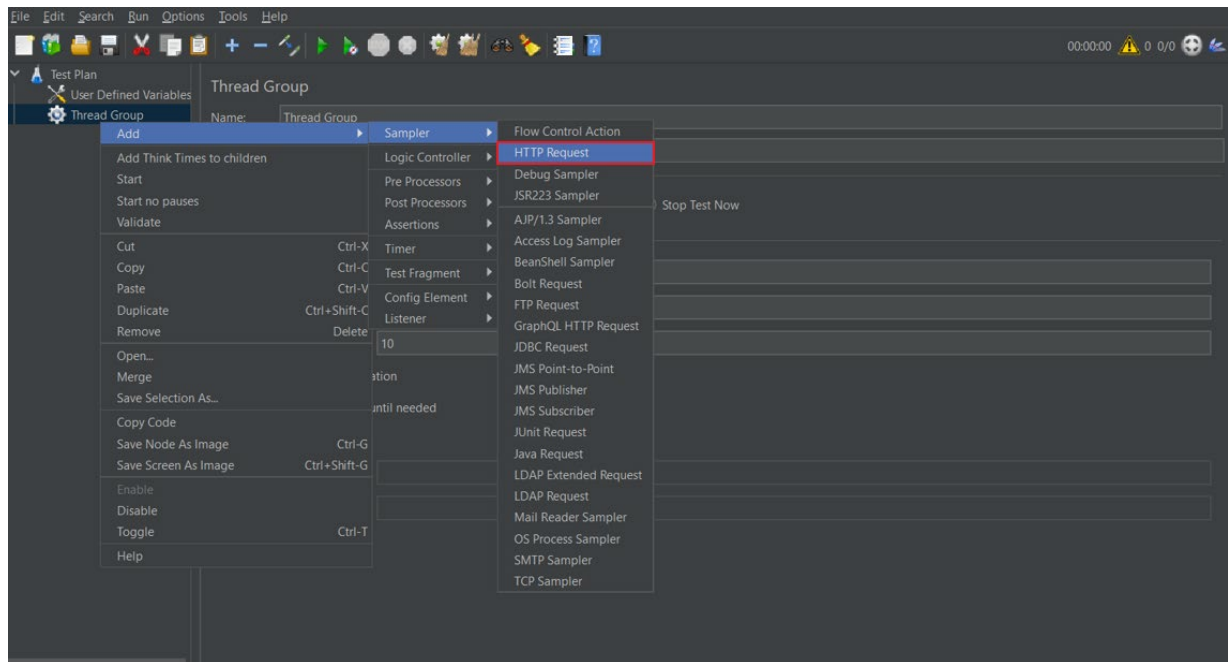 File Edit Search Run Options Tools Help
00:00:00 0 0/0
Test Plan
User Defined Variables
Thread Group
Thread Group
Name: Thread Group
Add
Add Think Times to children
Start
Start no pauses
Validate
Cut Ctrl-X
Copy Ctrl-C
Paste Ctrl-V
Duplicate Ctrl+Shift-C
Remove Delete
Open...
Merge
Save Selection As...
Copy Code
Save Node As Image Ctrl-G
Save Screen As Image Ctrl+Shift-G
Enable
Disable
Toggle Ctrl-T
Help
Sampler
Logic Controller
Pre Processors
Post Processors
Assertions
Timer
Test Fragment
Config Element
Listener
10
ation
until needed
Flow Control Action
HTTP Request
Debug Sampler
JSR223 Sampler
AJP/1.3 Sampler
Access Log Sampler
BeanShell Sampler
Bolt Request
FTP Request
GraphQL HTTP Request
JDBC Request
JMS Point-to-Point
JMS Publisher
JMS Subscriber
JUnit Request
Java Request
LDAP Extended Request
LDAP Request
Mail Reader Sampler
OS Process Sampler
SMTP Sampler
TCP Sampler
Stop Test Now